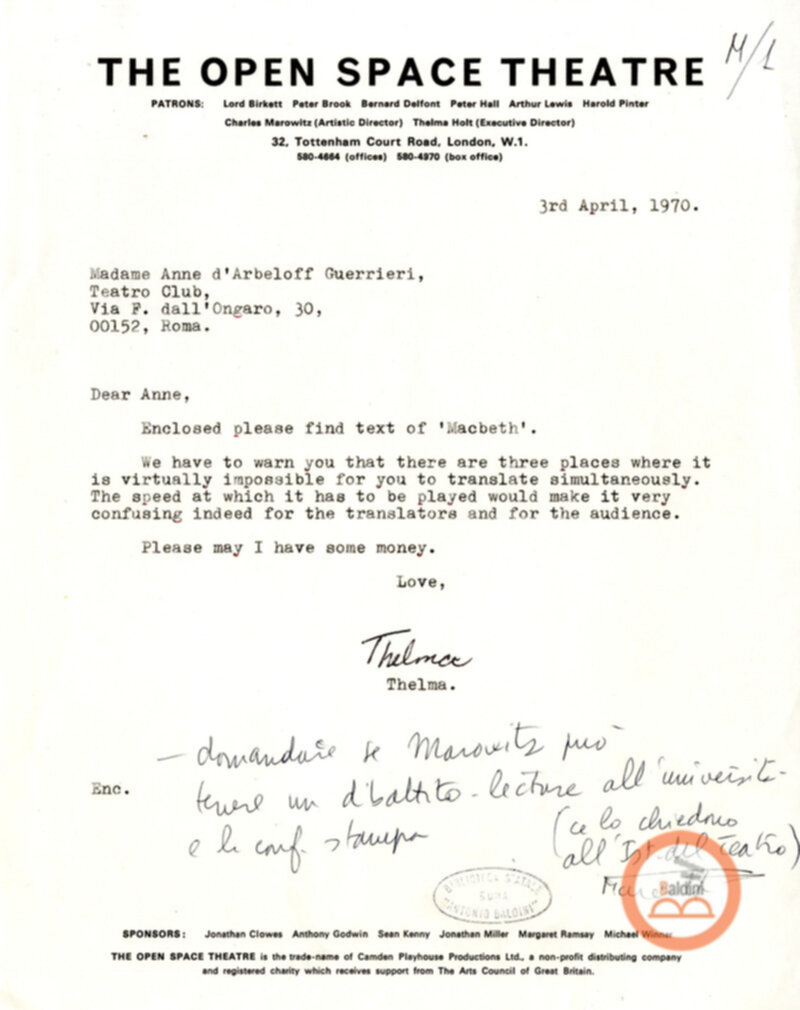 M/1
THE OPEN SPACE THEATRE
PATRONS: Lord Birkett Peter Brook Bernard Delfont Peter Hall Arthur Lewis Harold Pinter
Charles Marowitz (Artistic Director) Thelma Holt (Executive Director)
32, Tottenham Court Road, London, W.1.
580-4664 (offices) 580-4970 (box office)
3rd April, 1970.
Madame Anne d'Arbeloff Guerrieri,
Teatro Club,
Via F. dall'Ongaro, 30,
00152, Roma.
Dear Anne,
Enclosed please find text of 'Macbeth'.
We have to warn you that there are three places where it
is virtually impossible for you to translate simultaneously.
The speed at which it has to be played would make it very
confusing indeed for the translators and for the audience.
Please may I have some money.
Love,
Thelma
Thelma.
– domandare se Marowitz può
Enc.
tenere un dibattito - lecture all'università -
e la conf. stampa
(ce lo chiedono
all'Ist. del Teatro)
BIBLIOTECA STATALE
ROMA
"ANTONIO BALDINI"
Baldini
SPONSORS: Jonathan Clowes Anthony Godwin Sean Kenny Jonathan Miller Margaret Ramsay Michael Winner
THE OPEN SPACE THEATRE is the trade-name of Camden Playhouse Productions Ltd., a non-profit distributing company
and registered charity which receives support from The Arts Council of Great Britain.